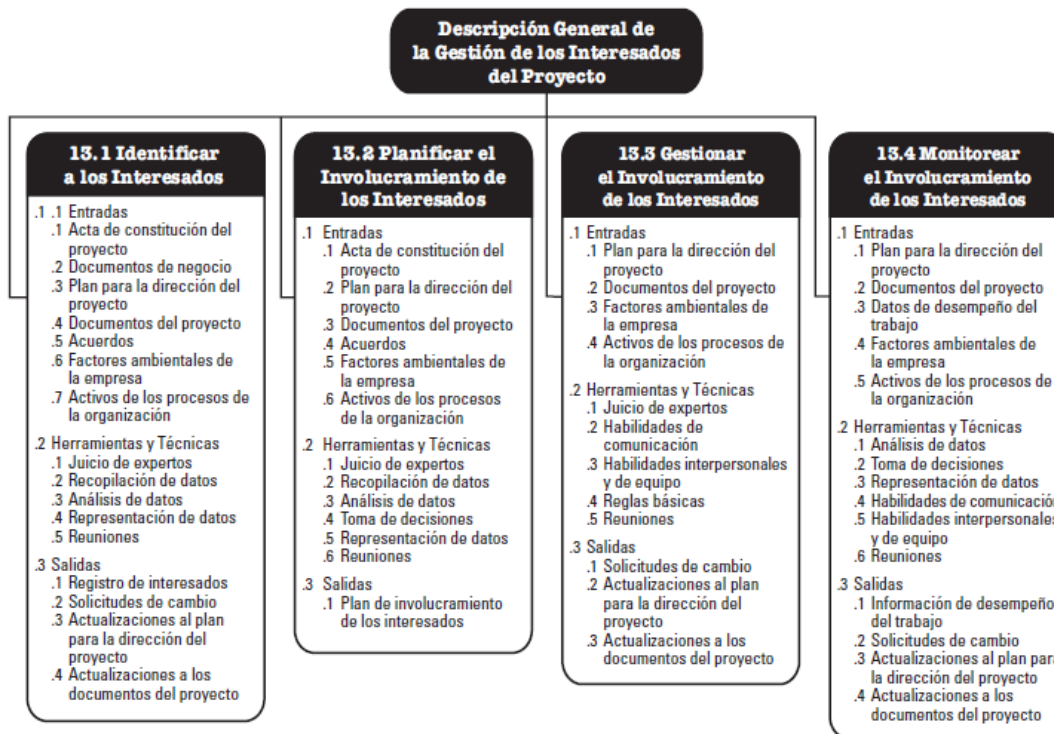 Descripción General de
la Gestión de los Interesados
del Proyecto
13.1 Identificar
a los Interesados
.1 .1 Entradas
.1 Acta de constitución del
proyecto
.2 Documentos de negocio
.3 Plan para la dirección del
proyecto
.4 Documentos del proyecto
.5 Acuerdos
.6 Factores ambientales de
la empresa
.7 Activos de los procesos de
la organización
.2 Herramientas y Técnicas
.1 Juicio de expertos
.2 Recopilación de datos
.3 Análisis de datos
.4 Representación de datos
.5 Reuniones
.3 Salidas
.1 Registro de interesados
.2 Solicitudes de cambio
.3 Actualizaciones al plan
para la dirección del
proyecto
.4 Actualizaciones a los
documentos del proyecto
13.2 Planificar el
Involucramiento de
los Interesados
.1 Entradas
.1 Acta de constitución del
proyecto
.2 Plan para la dirección del
proyecto
.3 Documentos del proyecto
.4 Acuerdos
.5 Factores ambientales de
la empresa
.6 Activos de los procesos
de la organización
.2 Herramientas y Técnicas
.1 Juicio de expertos
.2 Recopilación de datos
.3 Análisis de datos
.4 Toma de decisiones
.5 Representación de datos
.6 Reuniones
.3 Salidas
.1 Plan de involucramiento
de los interesados
13.3 Gestionar
el Involucramiento
de los Interesados
.1 Entradas
.1 Plan para la dirección del
proyecto
.2 Documentos del proyecto
.3 Factores ambientales de
la empresa
.4 Activos de los procesos de
la organización
.2 Herramientas y Técnicas
.1 Juicio de expertos
.2 Habilidades de
comunicación
.3 Habilidades interpersonales
y de equipo
.4 Reglas básicas
.5 Reuniones
.3 Salidas
.1 Solicitudes de cambio
.2 Actualizaciones al plan
para la dirección del
proyecto
.3 Actualizaciones a los
documentos del proyecto
13.4 Monitorear
el Involucramiento
de los Interesados
.1 Entradas
.1 Plan para la dirección del
proyecto
.2 Documentos del proyecto
.3 Datos de desempeño del
trabajo
.4 Factores ambientales de
la empresa
.5 Activos de los procesos de
la organización
.2 Herramientas y Técnicas
.1 Análisis de datos
.2 Toma de decisiones
.3 Representación de datos
.4 Habilidades de comunicación
.5 Habilidades interpersonales
y de equipo
.6 Reuniones
.3 Salidas
.1 Información de desempeño
del trabajo
.2 Solicitudes de cambio
.3 Actualizaciones al plan para
la dirección del proyecto
.4 Actualizaciones a los
documentos del proyecto